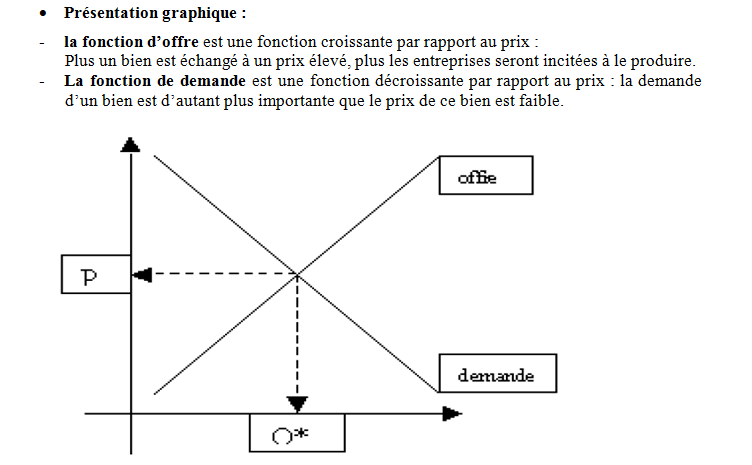 • Présentation graphique :
- la fonction d'offre est une fonction croissante par rapport au prix :
Plus un bien est échangé à un prix élevé, plus les entreprises seront incitées à le produire.
- La fonction de demande est une fonction décroissante par rapport au prix : la demande
d'un bien est d'autant plus importante que le prix de ce bien est faible.
offre
P
demande
Q*